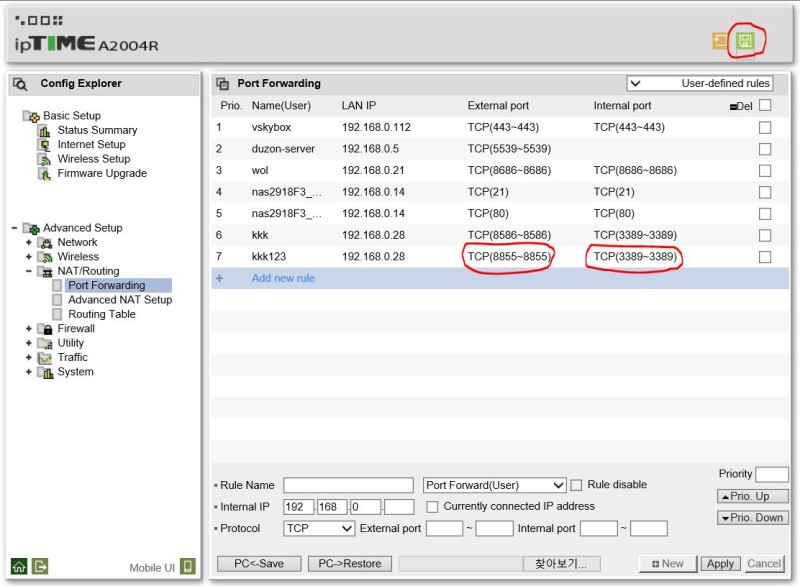 ipTIME A2004R
Config Explorer
Basic Setup
Status Summary
Internet Setup
Wireless Setup
Firmware Upgrade
Advanced Setup
Network
Wireless
NAT/Routing
Port Forwarding
Advanced NAT Setup
Routing Table
Firewall
Utility
Traffic
System
Mobile UI
Port Forwarding User-defined rules
Prio. Name(User) LAN IP External port Internal port Del
1 vskybox 192.168.0.112 TCP(443~443) TCP(443~443)
2 duzon-server 192.168.0.5 TCP(5539~5539)
3 wol 192.168.0.21 TCP(8686~8686) TCP(8686~8686)
4 nas2918F3_... 192.168.0.14 TCP(21) TCP(21)
5 nas2918F3_... 192.168.0.14 TCP(80) TCP(80)
6 kkk 192.168.0.28 TCP(8586~8586) TCP(3389~3389)
7 kkk123 192.168.0.28 TCP(8855~8855) TCP(3389~3389)
+ Add new rule
Priority
Rule Name Port Forward(User) Rule disable
Prio. Up
Internal IP 192 . 168 . 0 . Currently connected IP address
Prio. Down
Protocol TCP External port ~ Internal port ~
PC<-Save PC->Restore 찾아보기... New Apply Cancel